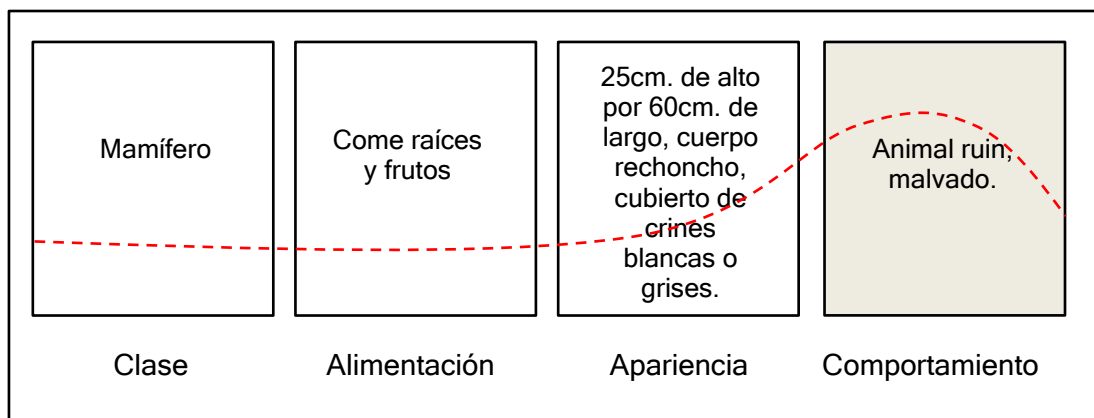 Mamífero
Come raíces
y frutos
25cm. de alto
por 60cm. de
largo, cuerpo
rechoncho,
cubierto de
crines
blancas o
grises.
Animal ruin,
malvado.
Clase
Alimentación
Apariencia
Comportamiento